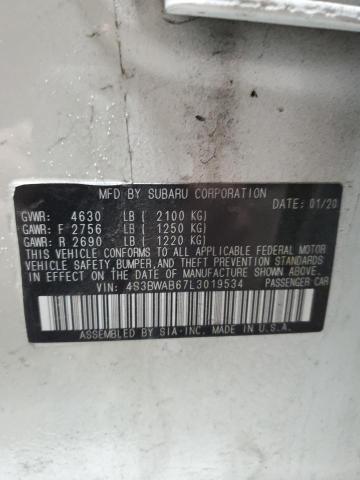 MFD BY SUBARU CORPORATION
DATE: 01/20
GVWR: 4630 LB ( 2100 KG)
GAWR: F 2756 LB ( 1250 KG)
GAWR: R 2690 LB ( 1220 KG)
THIS VEHICLE CONFORMS TO ALL APPLICABLE FEDERAL MOTOR
VEHICLE SAFETY, BUMPER, AND THEFT PREVENTION STANDARDS
IN EFFECT ON THE DATE OF MANUFACTURE SHOWN ABOVE.
VIN: 4S3BWAB67L3019534 PASSENGER CAR
ASSEMBLED BY SIA-INC. IN U.S.A.